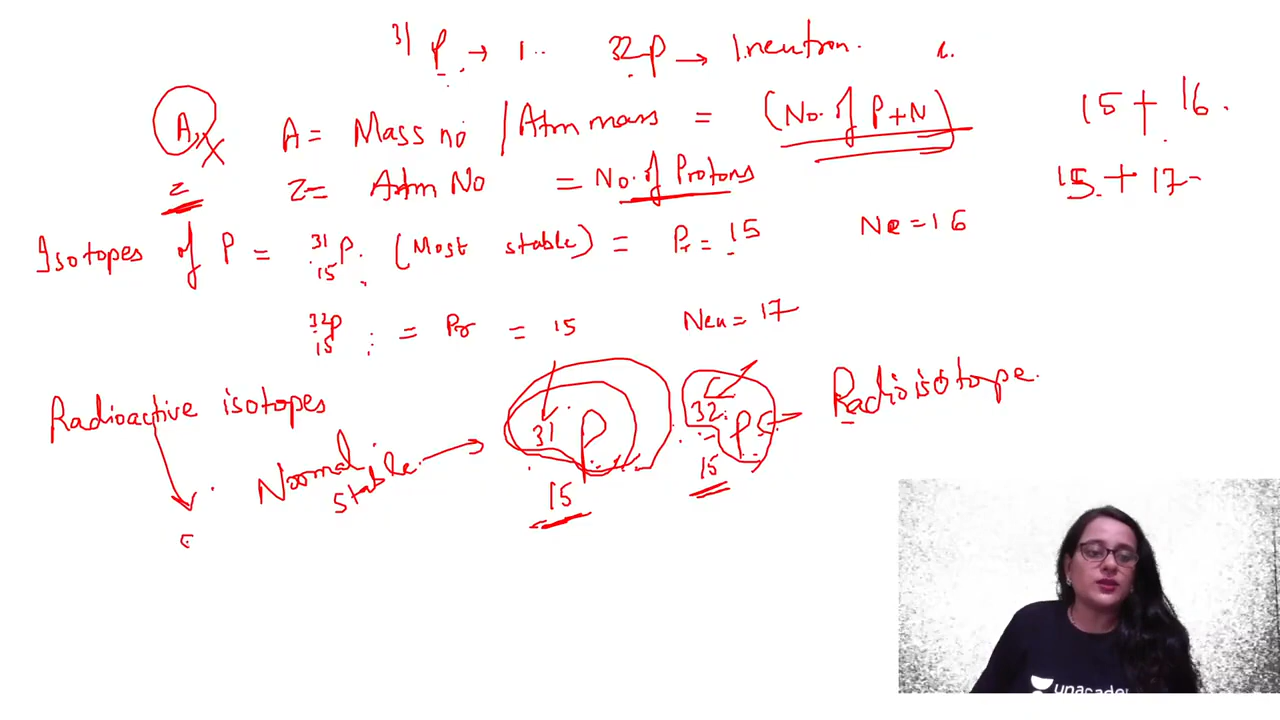 31 P → 1.. 32 P → 1 neutron.
A X A = Mass no / Atm mass = (No. of P+N) 15 + 16.
Z Z = Atm No = No. of Protons 15 + 17
Isotopes of P = 31 15 P. (Most stable) = Pr = 15 Ne = 16
32 15 P = Pr = 15 Neu = 17
Radioactive isotopes
Normal stable → 31 15 P 32 15 P → Radioisotope.
unacademy